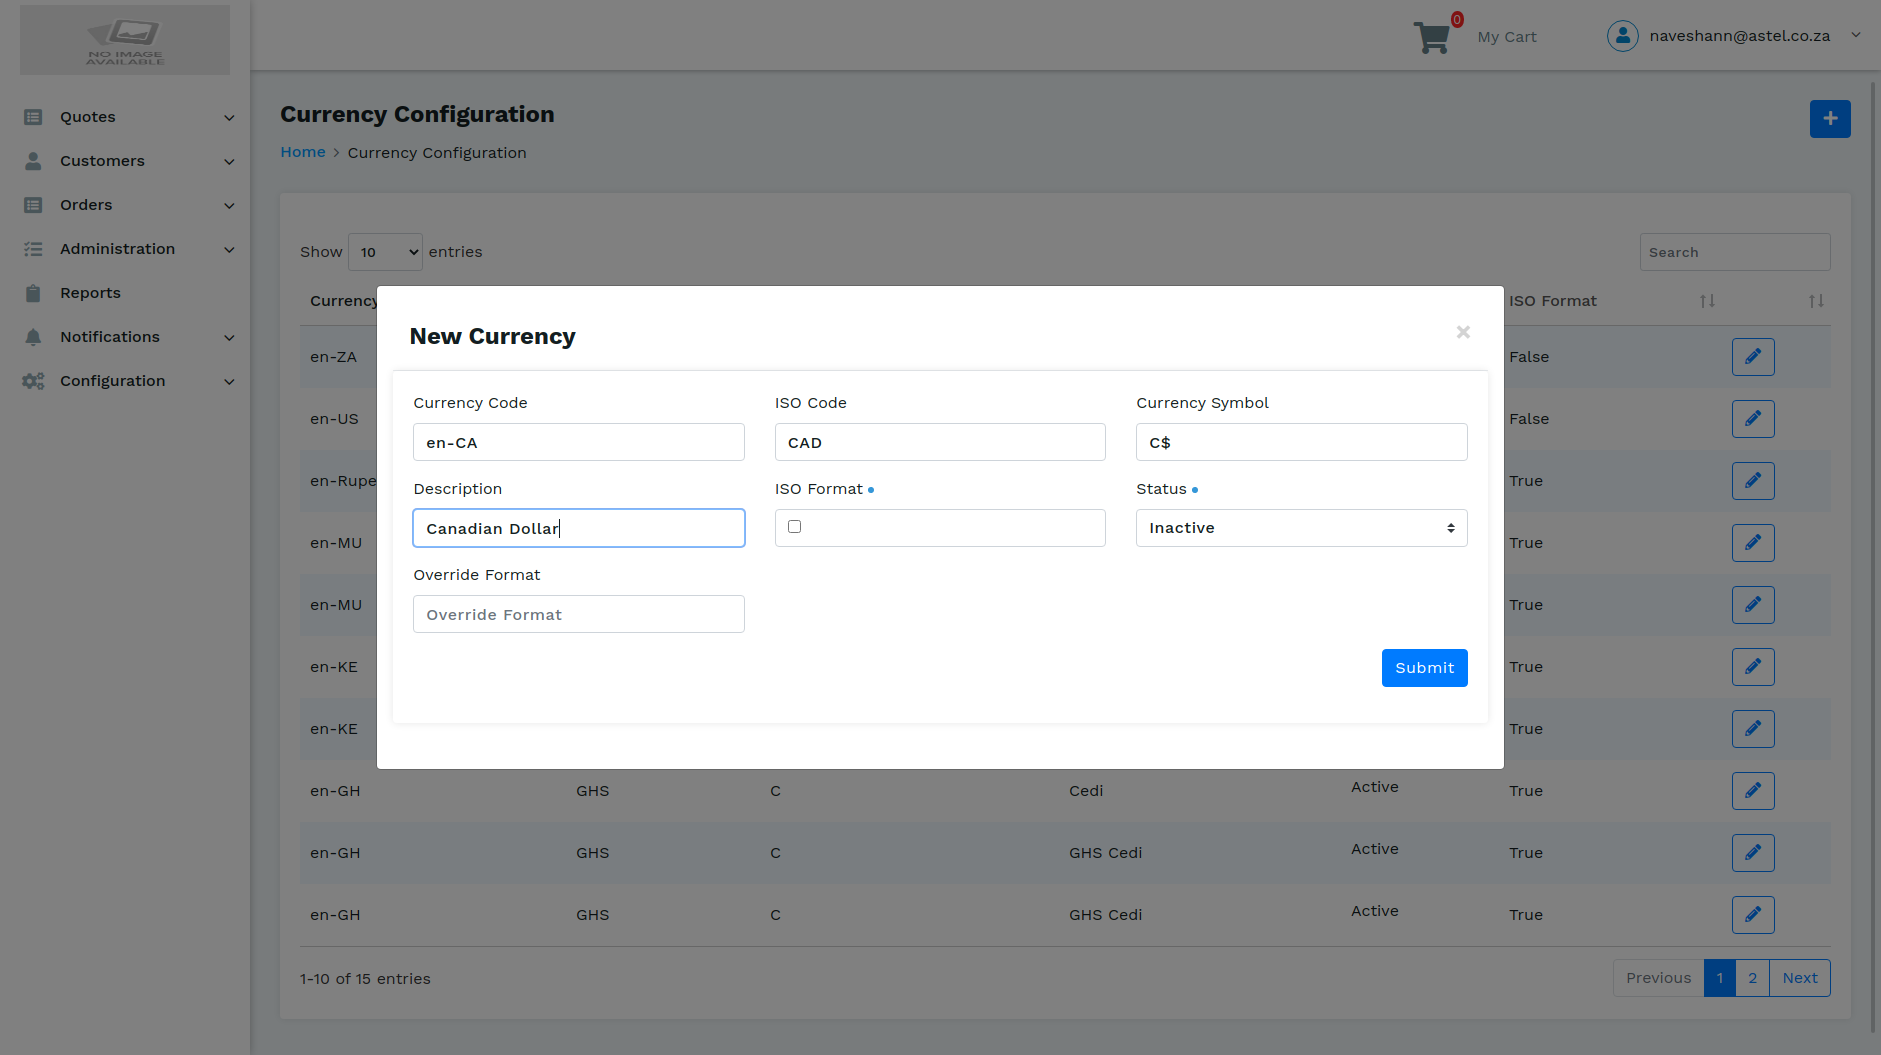 NO IMAGE
AVAILABLE
0
My Cart
naveshann@astel.co.za
Quotes
Customers
Orders
Administration
Reports
Notifications
Configuration
Currency Configuration
Home > Currency Configuration
Show 10 entries
Search
Currency
ISO Format
en-ZA
False
en-US
False
en-Rupe
True
en-MU
True
en-MU
True
en-KE
True
en-KE
True
New Currency
×
Currency Code
ISO Code
Currency Symbol
en-CA
CAD
C$
Description
ISO Format
Status
Canadian Dollar
Inactive
Override Format
Override Format
Submit
en-GH GHS C Cedi Active True
en-GH GHS C GHS Cedi Active True
en-GH GHS C GHS Cedi Active True
1-10 of 15 entries
Previous 1 2 Next